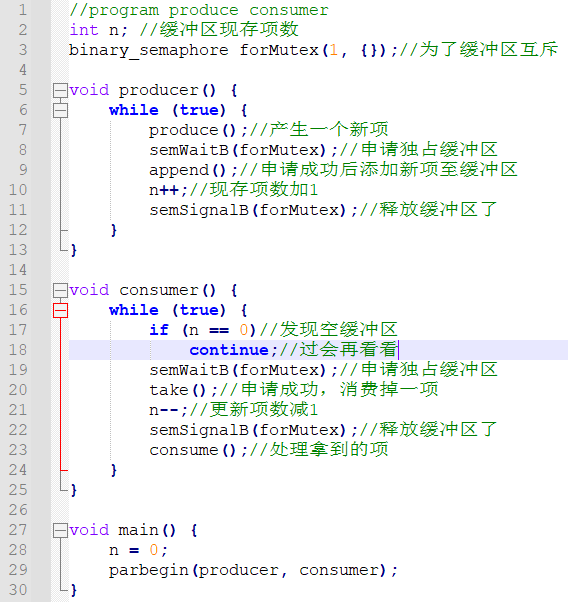 1 //program produce consumer
2 int n; //缓冲区现存项数
3 binary_semaphore forMutex(1, {});//为了缓冲区互斥
4
5 void producer() {
6 while (true) {
7 produce();//产生一个新项
8 semWaitB(forMutex);//申请独占缓冲区
9 append();//申请成功后添加新项至缓冲区
10 n++;//现存项数加1
11 semSignalB(forMutex);//释放缓冲区了
12 }
13 }
14
15 void consumer() {
16 while (true) {
17 if (n == 0)//发现空缓冲区
18 continue;//过会再看看
19 semWaitB(forMutex);//申请独占缓冲区
20 take();//申请成功，消费掉一项
21 n--;//更新项数减1
22 semSignalB(forMutex);//释放缓冲区了
23 consume();//处理拿到的项
24 }
25 }
26
27 void main() {
28 n = 0;
29 parbegin(producer, consumer);
30 }